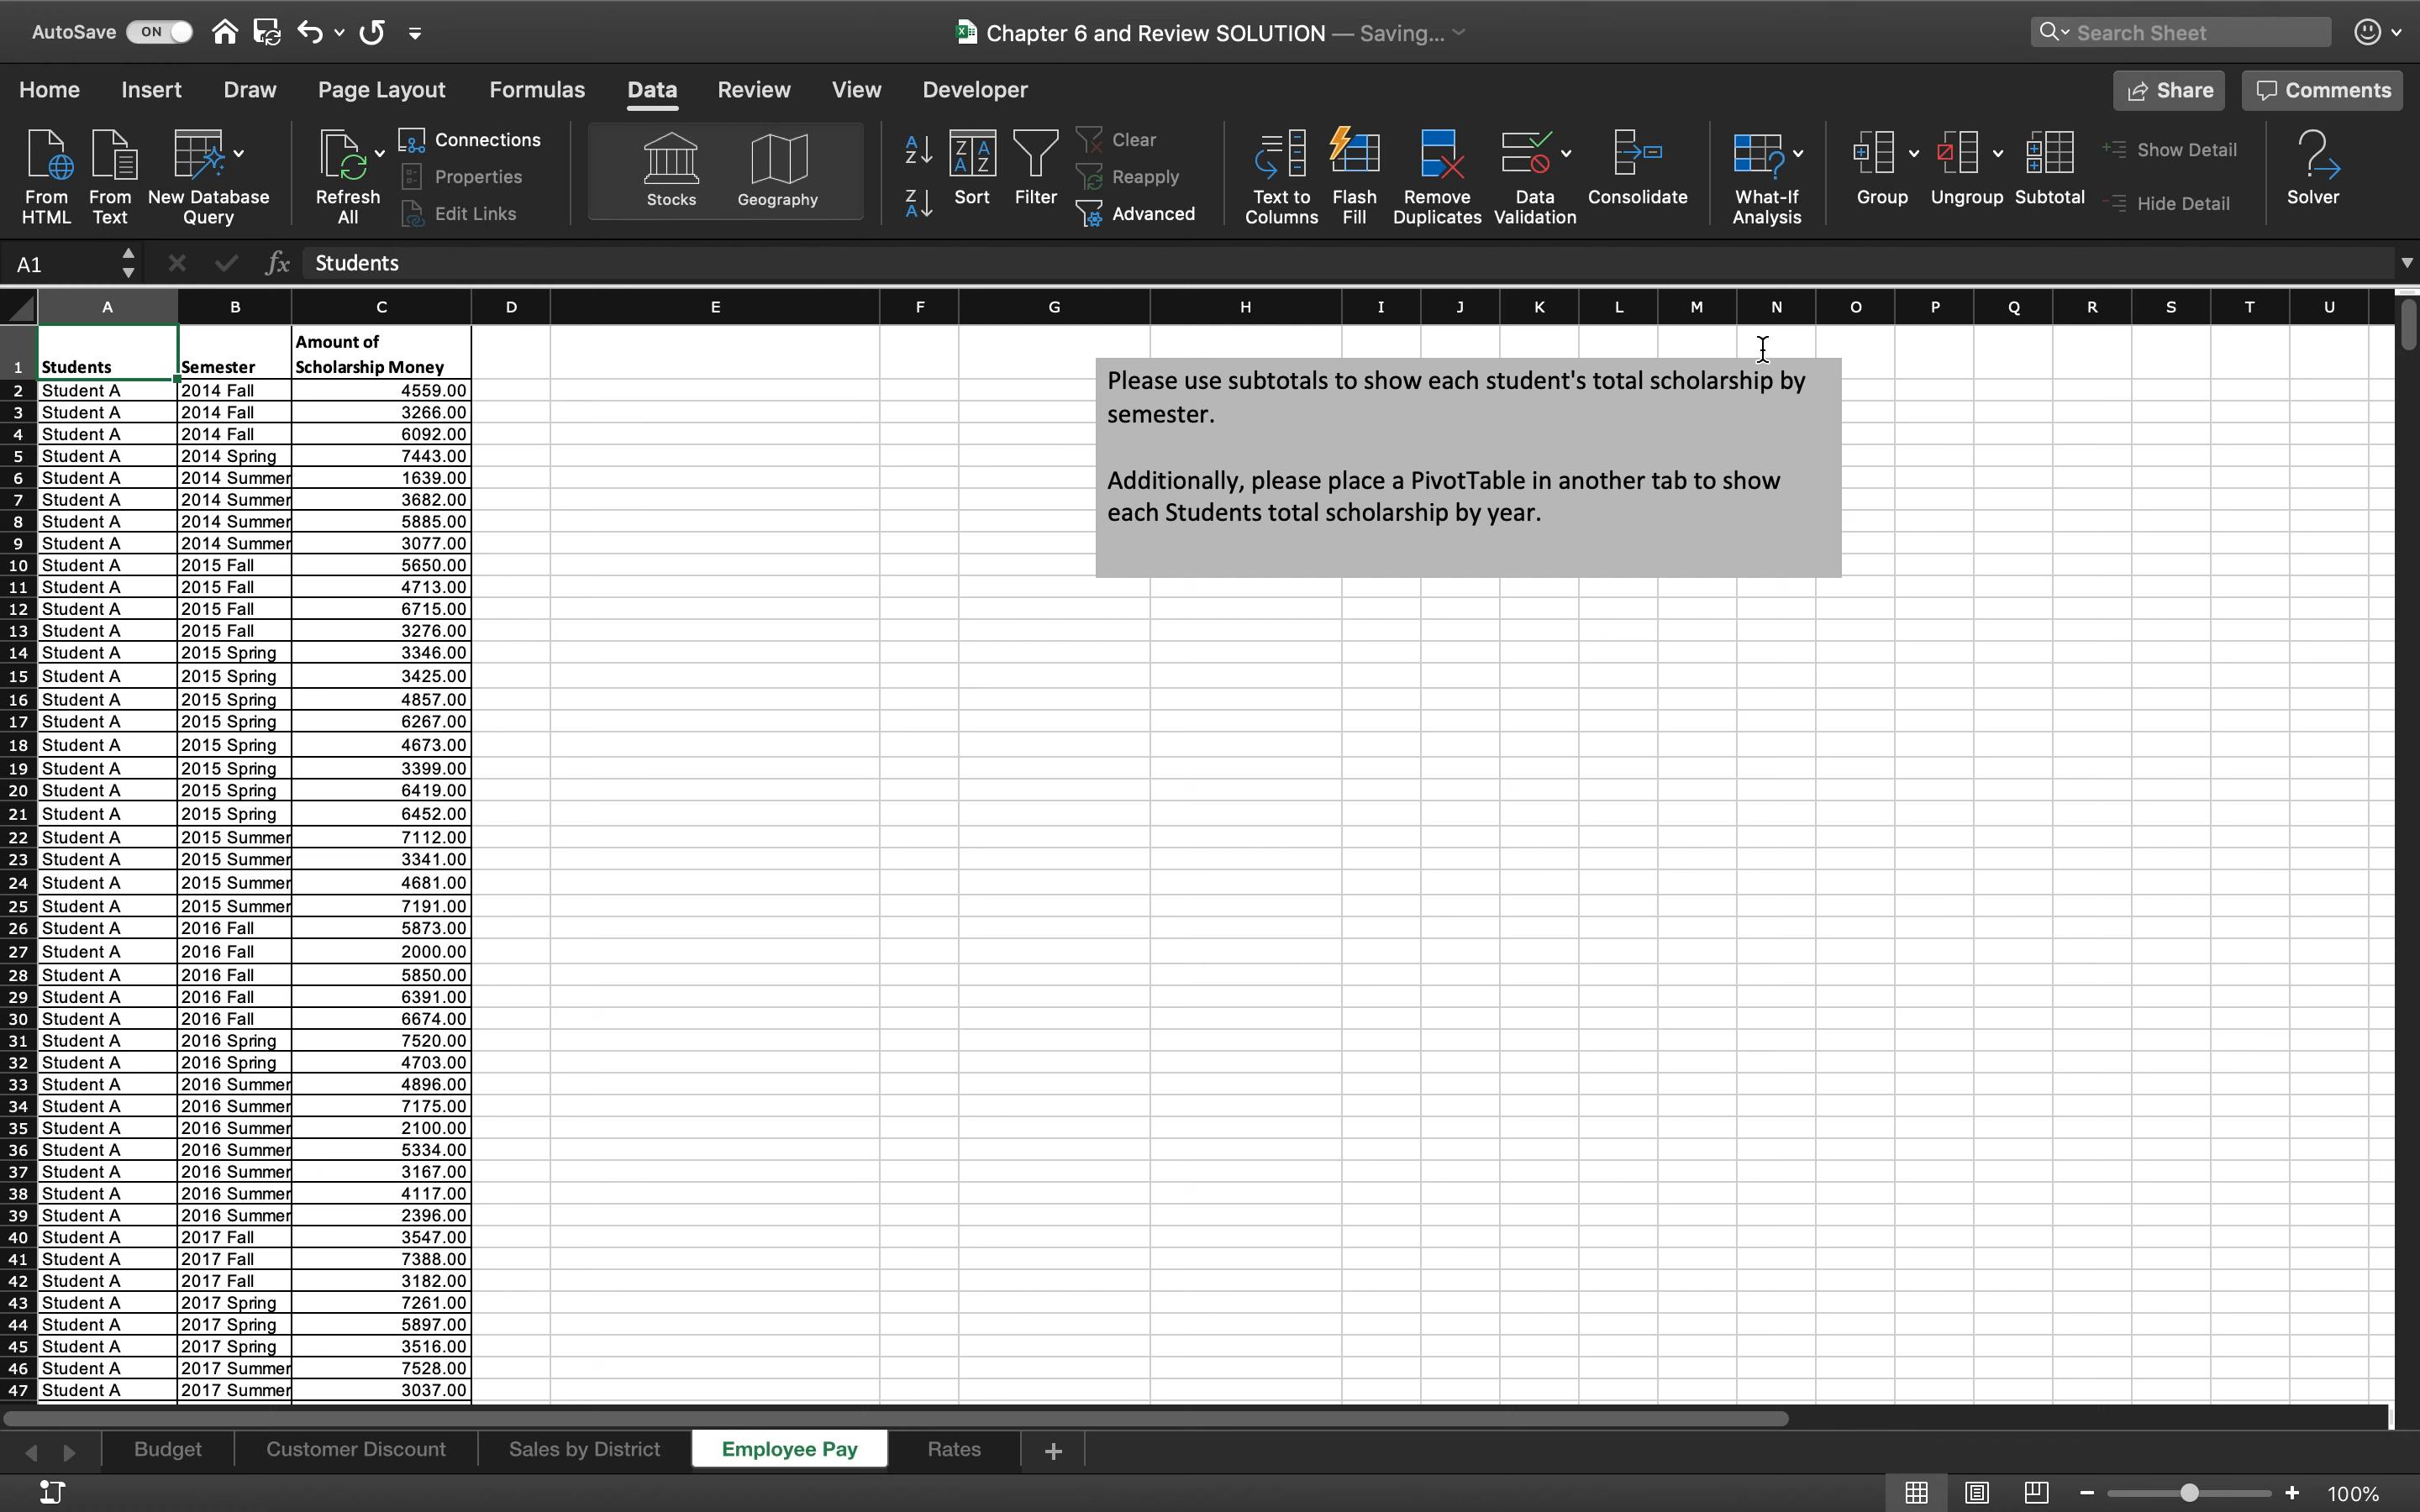 AutoSave ON Chapter 6 and Review SOLUTION — Saving... Search Sheet
Home Insert Draw Page Layout Formulas Data Review View Developer Share Comments
From HTML
From Text
New Database Query
Refresh All
Connections
Properties
Edit Links
Stocks
Geography
Sort
Filter
Clear
Reapply
Advanced
Text to Columns
Flash Fill
Remove Duplicates
Data Validation
Consolidate
What-If Analysis
Group
Ungroup
Subtotal
Show Detail
Hide Detail
Solver
A1 fx Students
A B C D E F G H I J K L M N O P Q R S T U
1 Students Semester Amount of Scholarship Money
2 Student A 2014 Fall 4559.00
3 Student A 2014 Fall 3266.00
4 Student A 2014 Fall 6092.00
5 Student A 2014 Spring 7443.00
6 Student A 2014 Summer 1639.00
7 Student A 2014 Summer 3682.00
8 Student A 2014 Summer 5885.00
9 Student A 2014 Summer 3077.00
10 Student A 2015 Fall 5650.00
11 Student A 2015 Fall 4713.00
12 Student A 2015 Fall 6715.00
13 Student A 2015 Fall 3276.00
14 Student A 2015 Spring 3346.00
15 Student A 2015 Spring 3425.00
16 Student A 2015 Spring 4857.00
17 Student A 2015 Spring 6267.00
18 Student A 2015 Spring 4673.00
19 Student A 2015 Spring 3399.00
20 Student A 2015 Spring 6419.00
21 Student A 2015 Spring 6452.00
22 Student A 2015 Summer 7112.00
23 Student A 2015 Summer 3341.00
24 Student A 2015 Summer 4681.00
25 Student A 2015 Summer 7191.00
26 Student A 2016 Fall 5873.00
27 Student A 2016 Fall 2000.00
28 Student A 2016 Fall 5850.00
29 Student A 2016 Fall 6391.00
30 Student A 2016 Fall 6674.00
31 Student A 2016 Spring 7520.00
32 Student A 2016 Spring 4703.00
33 Student A 2016 Summer 4896.00
34 Student A 2016 Summer 7175.00
35 Student A 2016 Summer 2100.00
36 Student A 2016 Summer 5334.00
37 Student A 2016 Summer 3167.00
38 Student A 2016 Summer 4117.00
39 Student A 2016 Summer 2396.00
40 Student A 2017 Fall 3547.00
41 Student A 2017 Fall 7388.00
42 Student A 2017 Fall 3182.00
43 Student A 2017 Spring 7261.00
44 Student A 2017 Spring 5897.00
45 Student A 2017 Spring 3516.00
46 Student A 2017 Summer 7528.00
47 Student A 2017 Summer 3037.00
Please use subtotals to show each student's total scholarship by
semester.
Additionally, please place a PivotTable in another tab to show
each Students total scholarship by year.
Budget Customer Discount Sales by District Employee Pay Rates +
100%